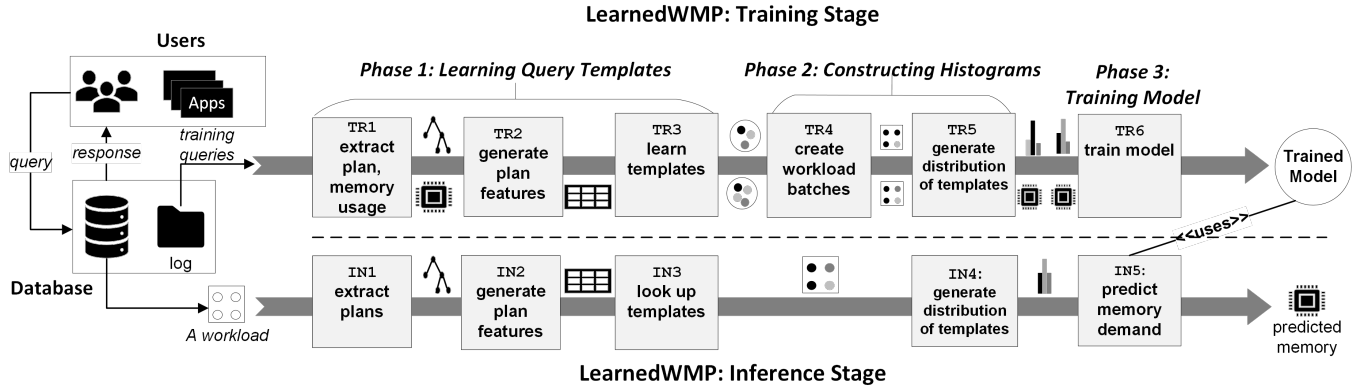 LearnedWMP: Training Stage
Users
Apps
training
queries
query
response
log
Database
A workload
Phase 1: Learning Query Templates
Phase 2: Constructing Histograms
Phase 3:
Training Model
TR1
extract
plan,
memory
usage
TR2
generate
plan
features
TR3
learn
templates
TR4
create
workload
batches
TR5
generate
distribution
of templates
TR6
train model
Trained
Model
<<uses>>
IN1
extract
plans
IN2
generate
plan
features
IN3
look up
templates
IN4:
generate
distribution
of templates
IN5:
predict
memory
demand
predicted
memory
LearnedWMP: Inference Stage